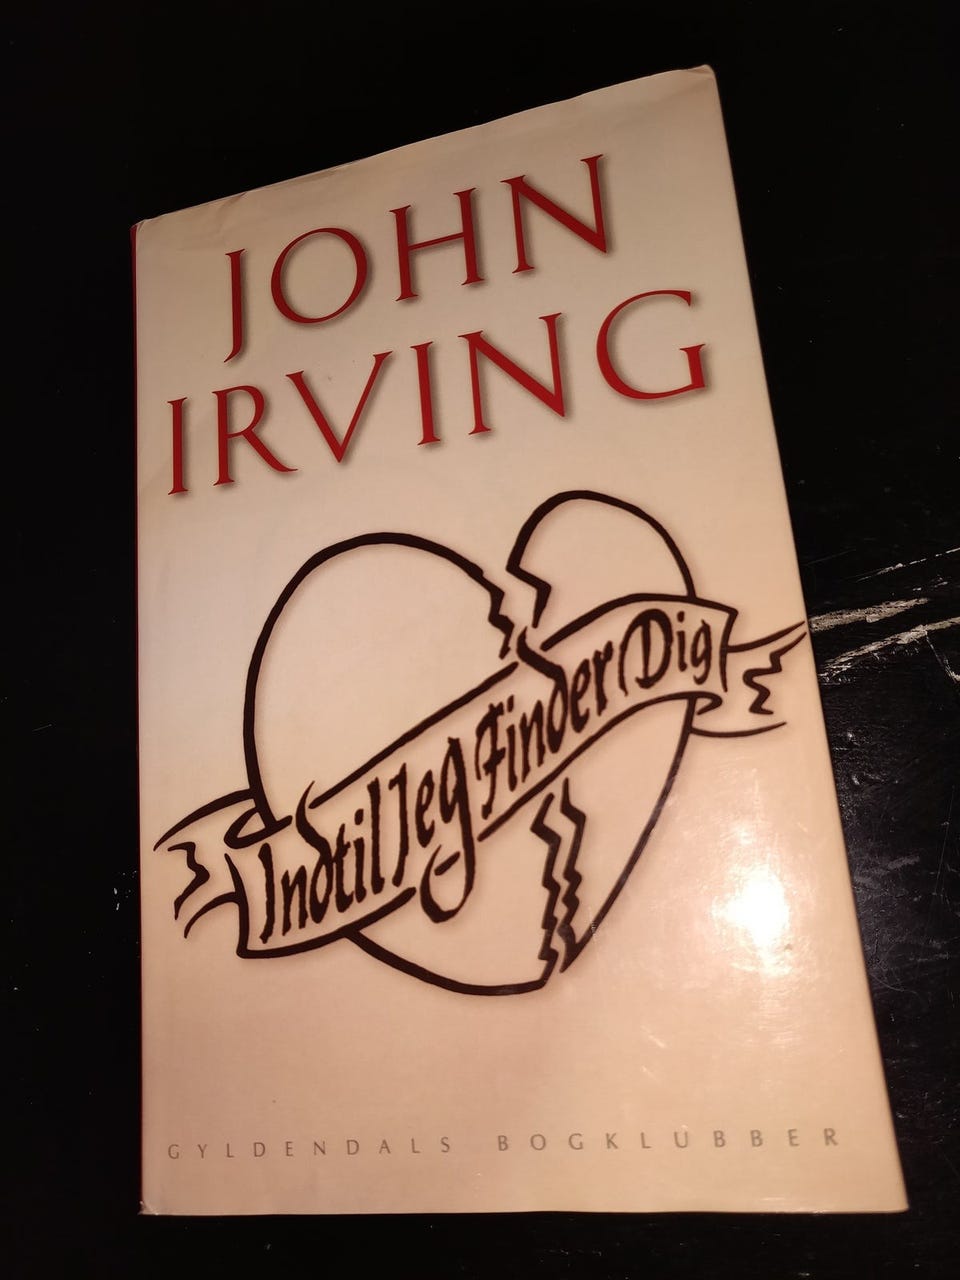 JOHN
IRVING
Indtil Jeg Finder Dig
GYLDENDALS BOGKLUBBER